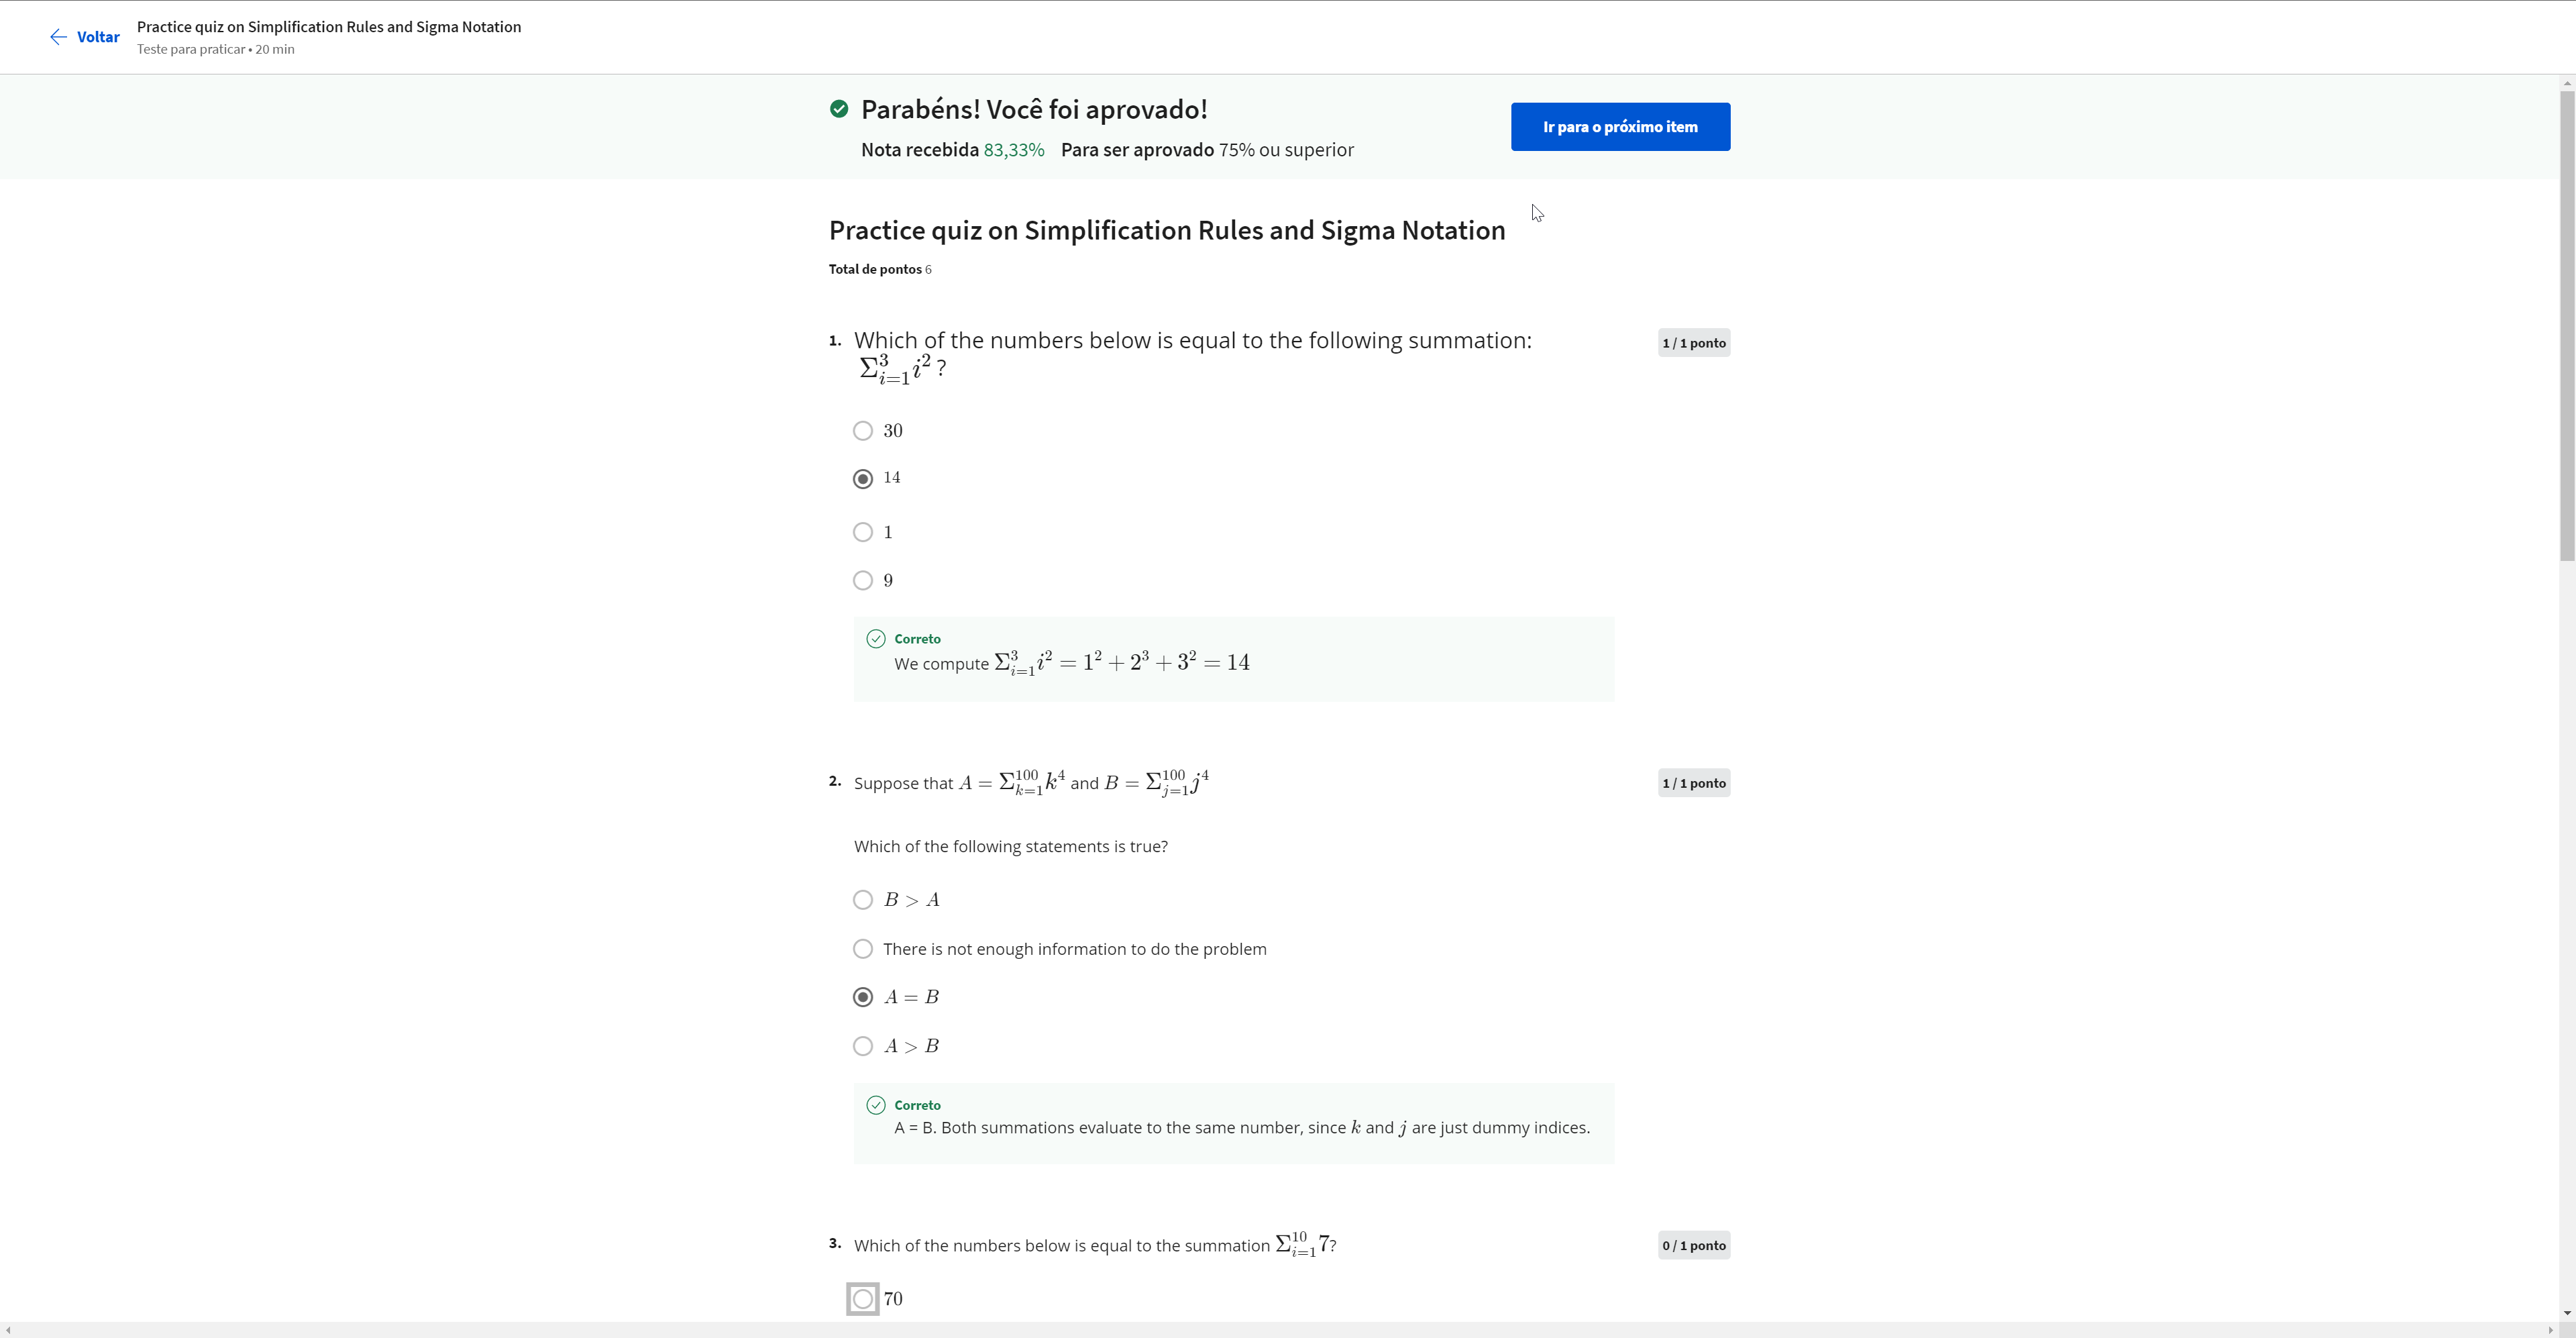 Voltar
Practice quiz on Simplification Rules and Sigma Notation
Teste para praticar • 20 min
Parabéns! Você foi aprovado!
Nota recebida 83,33% Para ser aprovado 75% ou superior
Ir para o próximo item
Practice quiz on Simplification Rules and Sigma Notation
Total de pontos 6
1. Which of the numbers below is equal to the following summation:
$\Sigma_{i=1}^{3} i^2$ ?
1 / 1 ponto
30
14
1
9
Correto
We compute $\Sigma_{i=1}^{3} i^2 = 1^2 + 2^3 + 3^2 = 14$
2. Suppose that $A = \Sigma_{k=1}^{100} k^4$ and $B = \Sigma_{j=1}^{100} j^4$
1 / 1 ponto
Which of the following statements is true?
B > A
There is not enough information to do the problem
A = B
A > B
Correto
A = B. Both summations evaluate to the same number, since k and j are just dummy indices.
3. Which of the numbers below is equal to the summation $\Sigma_{i=1}^{10} 7$?
0 / 1 ponto
70